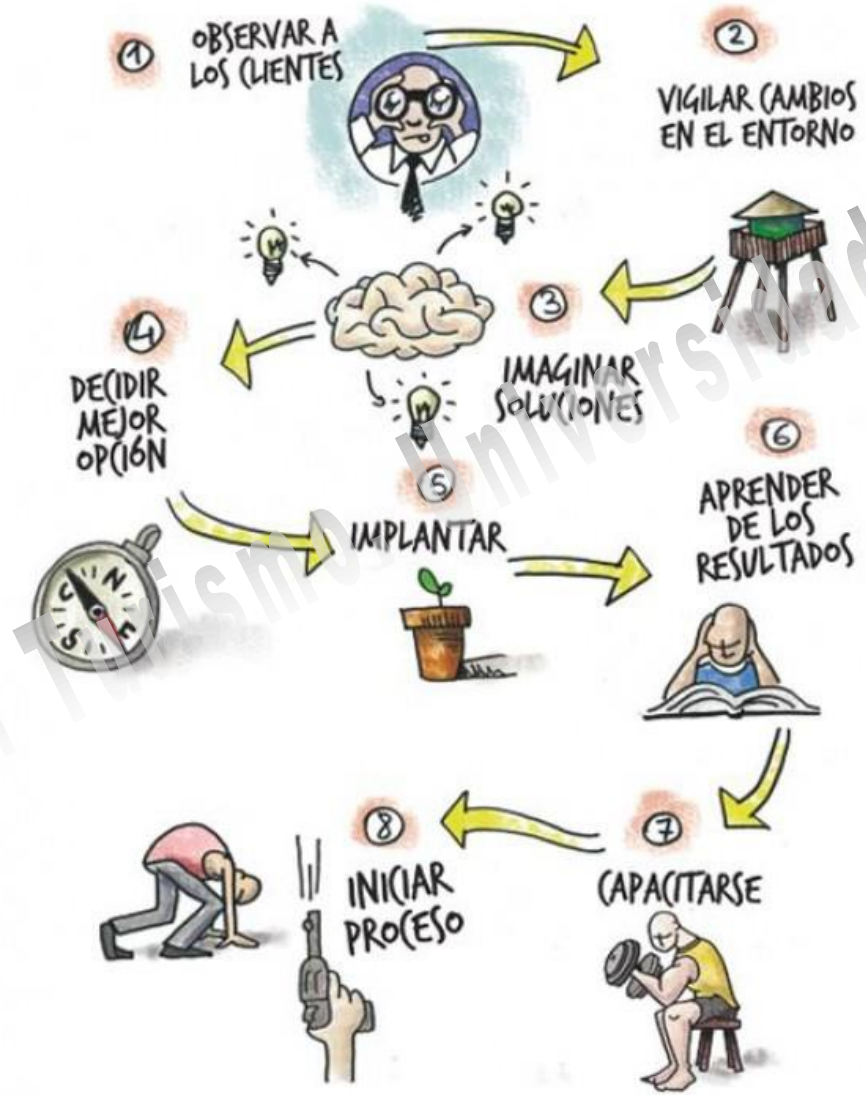 1
OBSERVAR A
LOS CLIENTES
2
VIGILAR CAMBIOS
EN EL ENTORNO
3
IMAGINAR
SOLUCIONES
4
DECIDIR
MEJOR
OPCIÓN
5
IMPLANTAR
6
APRENDER
DE LOS
RESULTADOS
7
CAPACITARSE
8
INICIAR
PROCESO
N
E
S
Turismo, Universidad